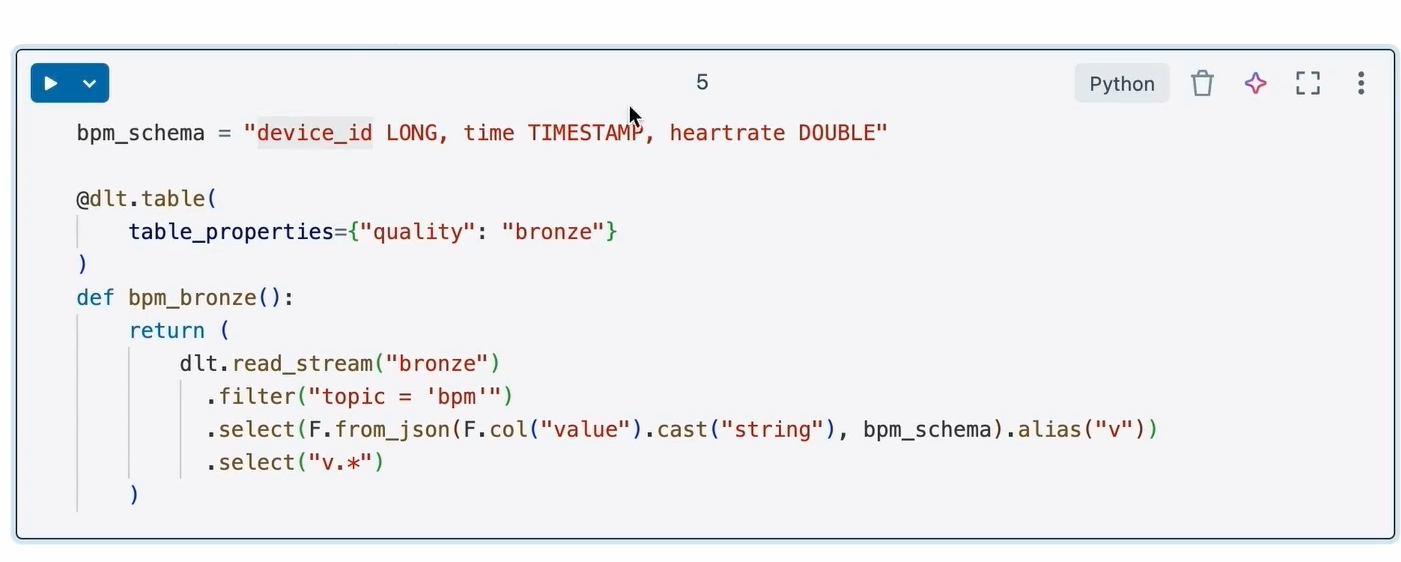 5
Python
bpm_schema = "device_id LONG, time TIMESTAMP, heartrate DOUBLE"
@dlt.table(
    table_properties={"quality": "bronze"}
)
def bpm_bronze():
    return (
        dlt.read_stream("bronze")
          .filter("topic = 'bpm'")
          .select(F.from_json(F.col("value").cast("string"), bpm_schema).alias("v"))
          .select("v.*")
    )